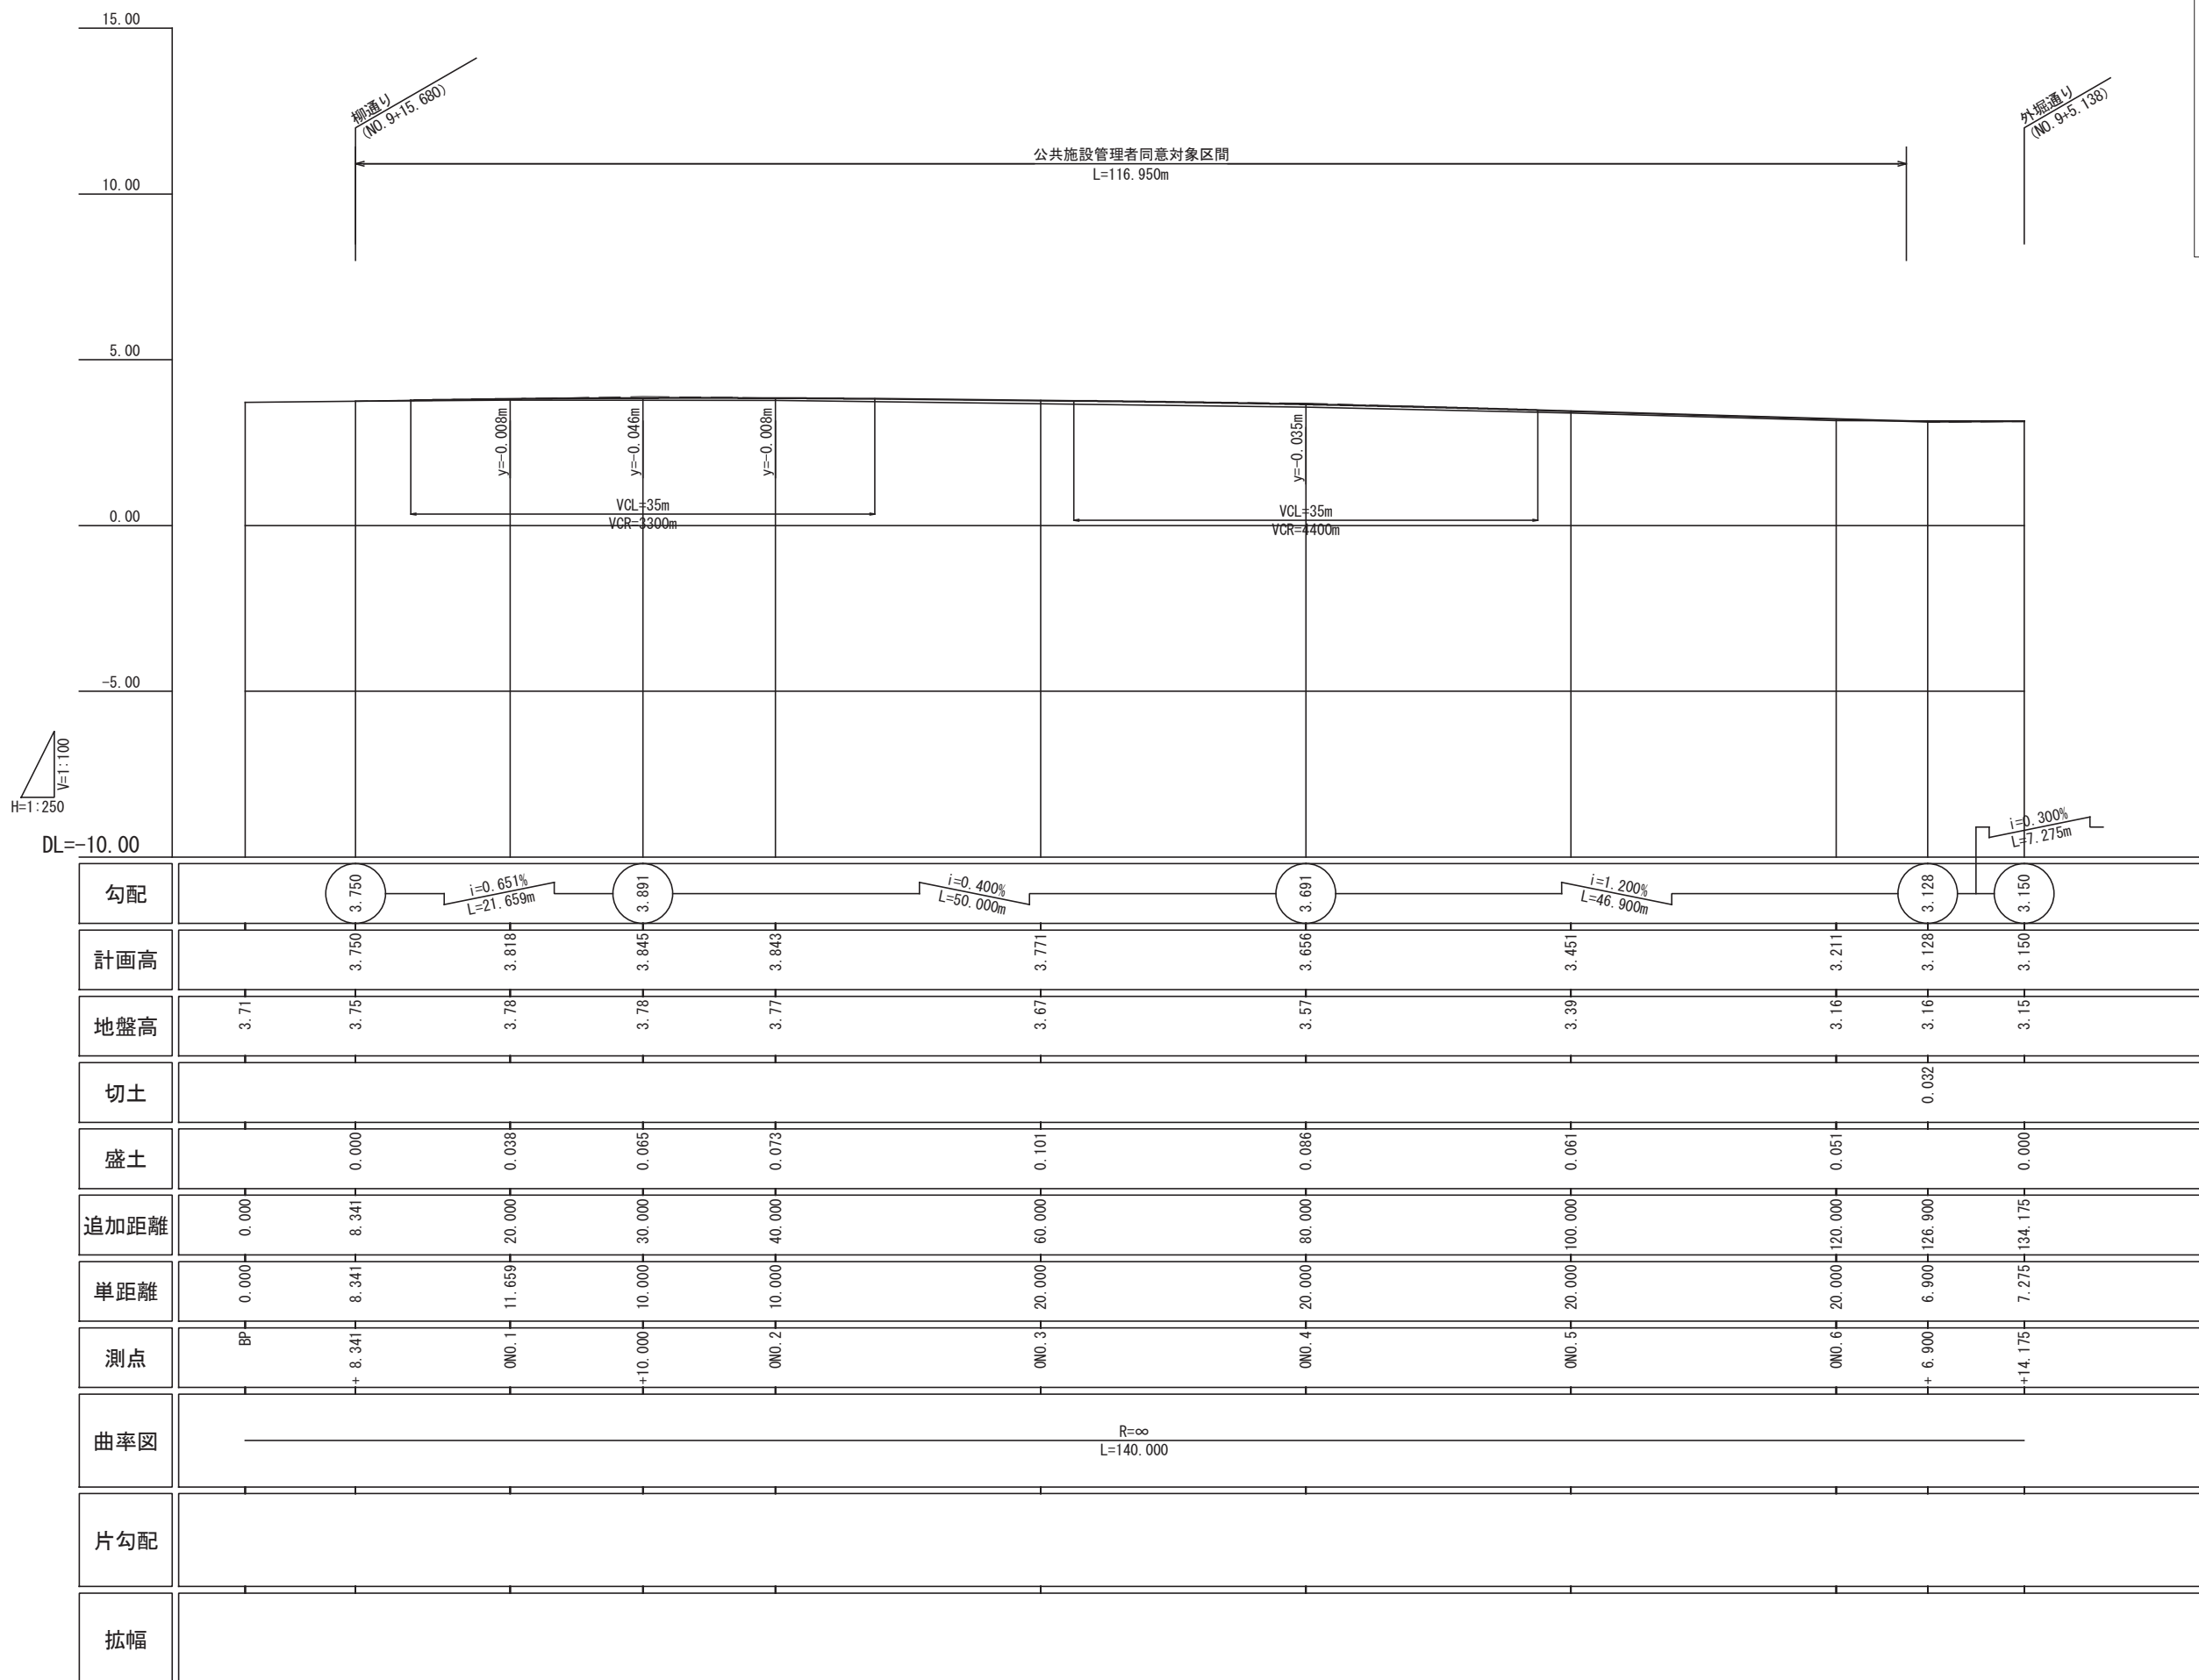 15.00
柳通り
(NO.9+15.680)
外堀通り
(NO.9+5.138)
公共施設管理者同意対象区間
L=116.950m
10.00
5.00
y=-0.008m
y=-0.046m
y=-0.008m
y=-0.035m
VCL=35m
VCR=3300m
VCL=35m
VCR=4400m
0.00
-5.00
V=1:100
H=1:250
DL=-10.00
i=0.300%
L=7.275m
勾配
3.750
i=0.651%
L=21.659m
3.891
i=0.400%
L=50.000m
3.691
i=1.200%
L=46.900m
3.128
3.150
計画高
3.750
3.818
3.845
3.843
3.771
3.656
3.451
3.211
3.128
3.150
地盤高
3.71
3.75
3.78
3.78
3.77
3.67
3.57
3.39
3.16
3.16
3.15
切土
0.032
盛土
0.000
0.038
0.065
0.073
0.101
0.086
0.061
0.051
0.000
追加距離
0.000
8.341
20.000
30.000
40.000
60.000
80.000
100.000
120.000
126.900
134.175
単距離
0.000
8.341
11.659
10.000
10.000
20.000
20.000
20.000
20.000
6.900
7.275
測点
BP
+ 8.341
ONO.1
+10.000
ONO.2
ONO.3
ONO.4
ONO.5
ONO.6
+ 6.900
+14.175
曲率図
R=∞
L=140.000
片勾配
拡幅